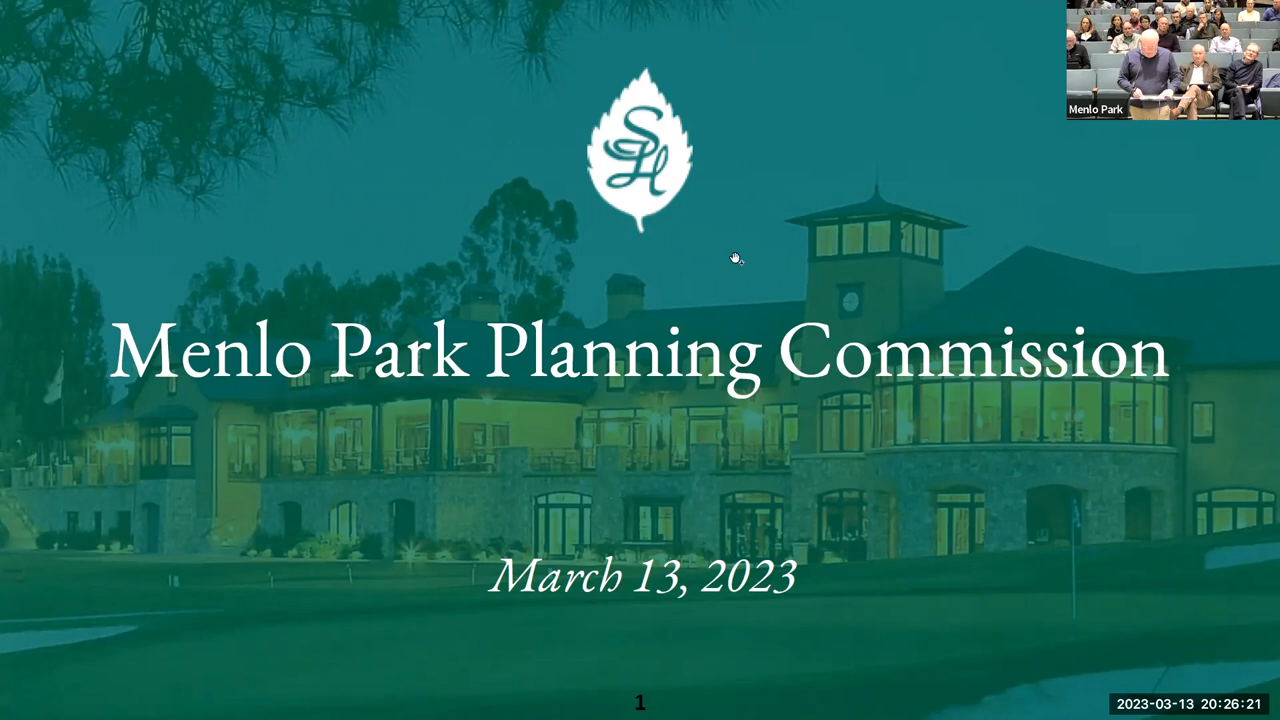 Menlo Park
SH
Menlo Park Planning Commission
March 13, 2023
1
2023-03-13 20:26:21